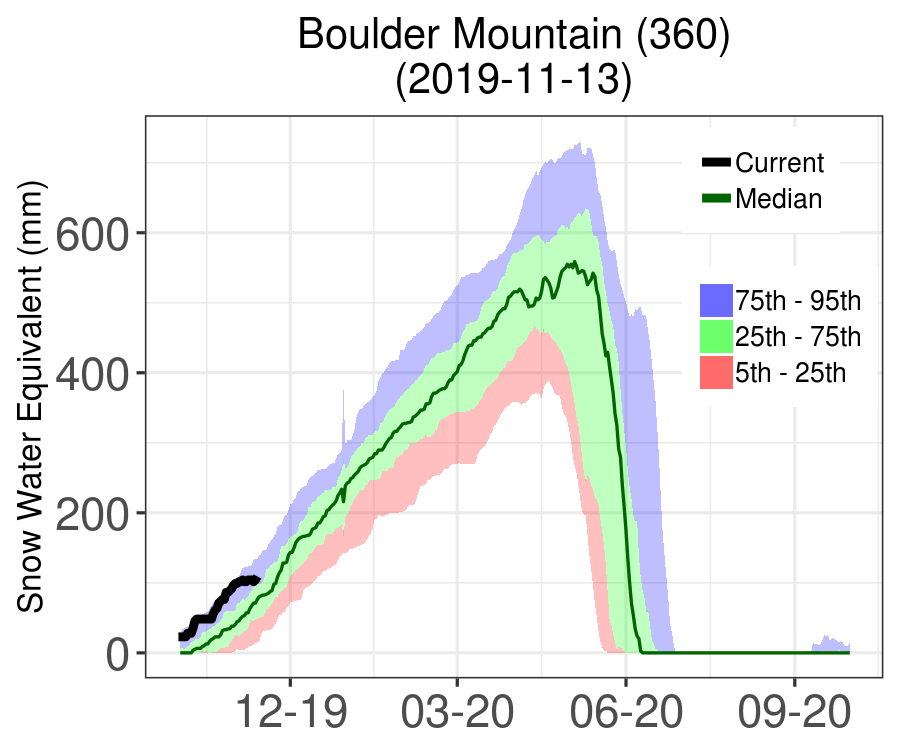 Boulder Mountain (360)
(2019-11-13)
Snow Water Equivalent (mm)
600
400
200
0
Current
Median
75th - 95th
25th - 75th
5th - 25th
12-19
03-20
06-20
09-20